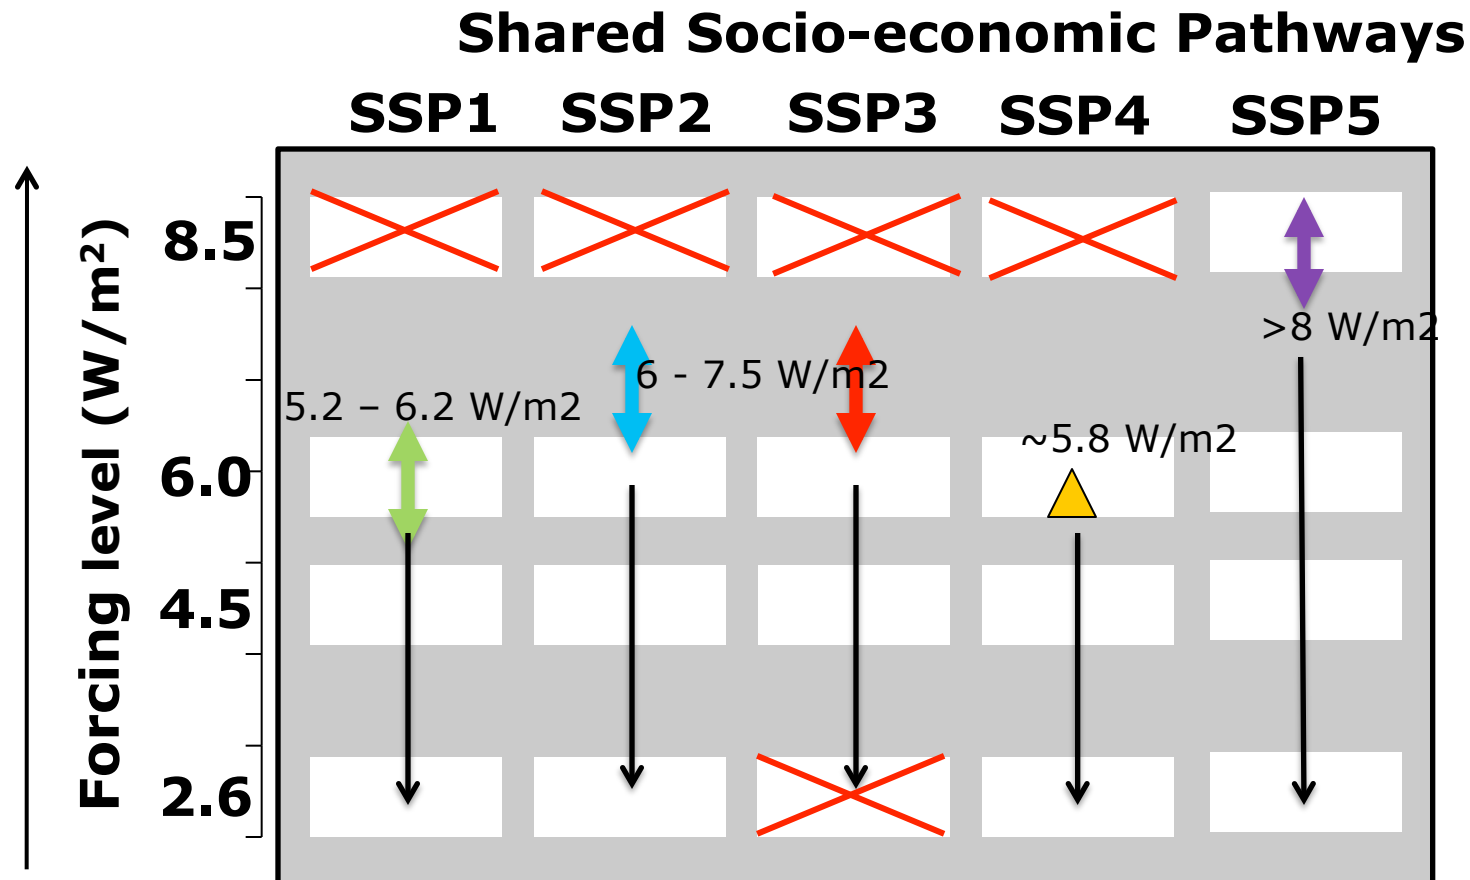 Shared Socio-economic Pathways
SSP1 SSP2 SSP3 SSP4 SSP5
Forcing level (W/m²)
8.5
>8 W/m2
6 - 7.5 W/m2
5.2 – 6.2 W/m2
~5.8 W/m2
6.0
4.5
2.6